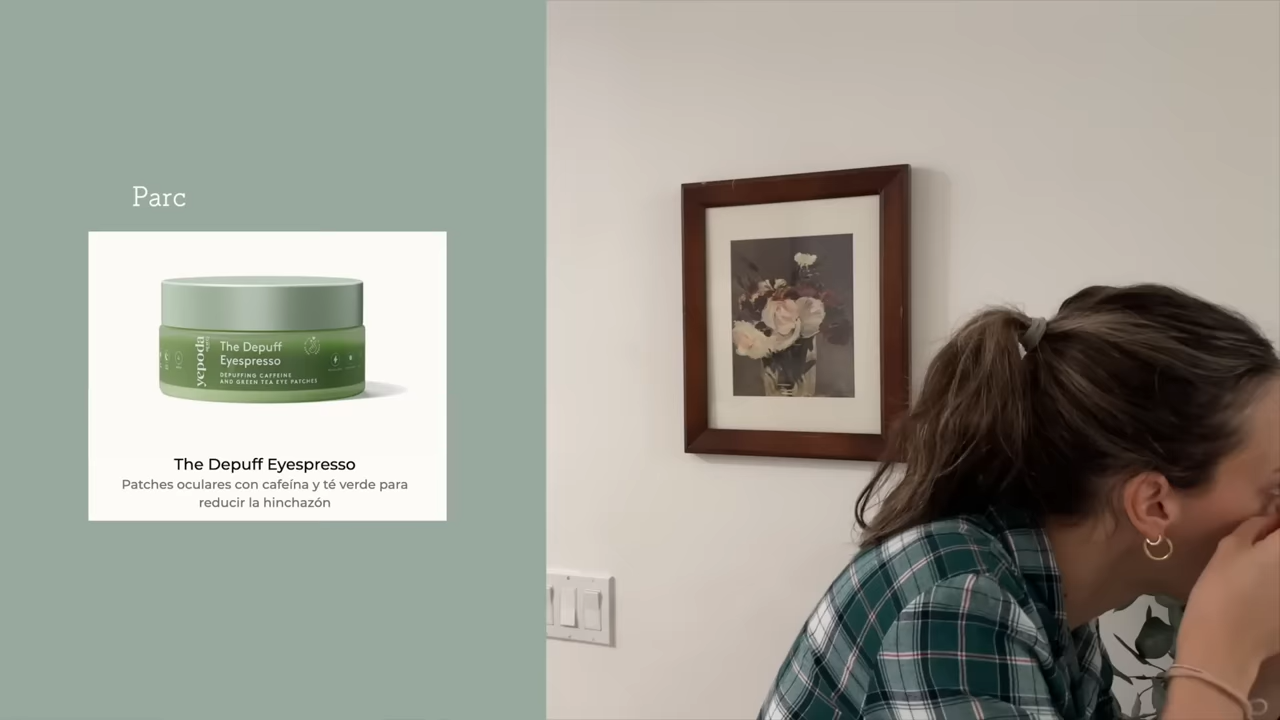 Parc
yepoda
The Depuff
Eyespresso
DEPUFFING CAFFEINE
AND GREEN TEA EYE PATCHES
The Depuff Eyespresso
Patches oculares con cafeína y té verde para
reducir la hinchazón